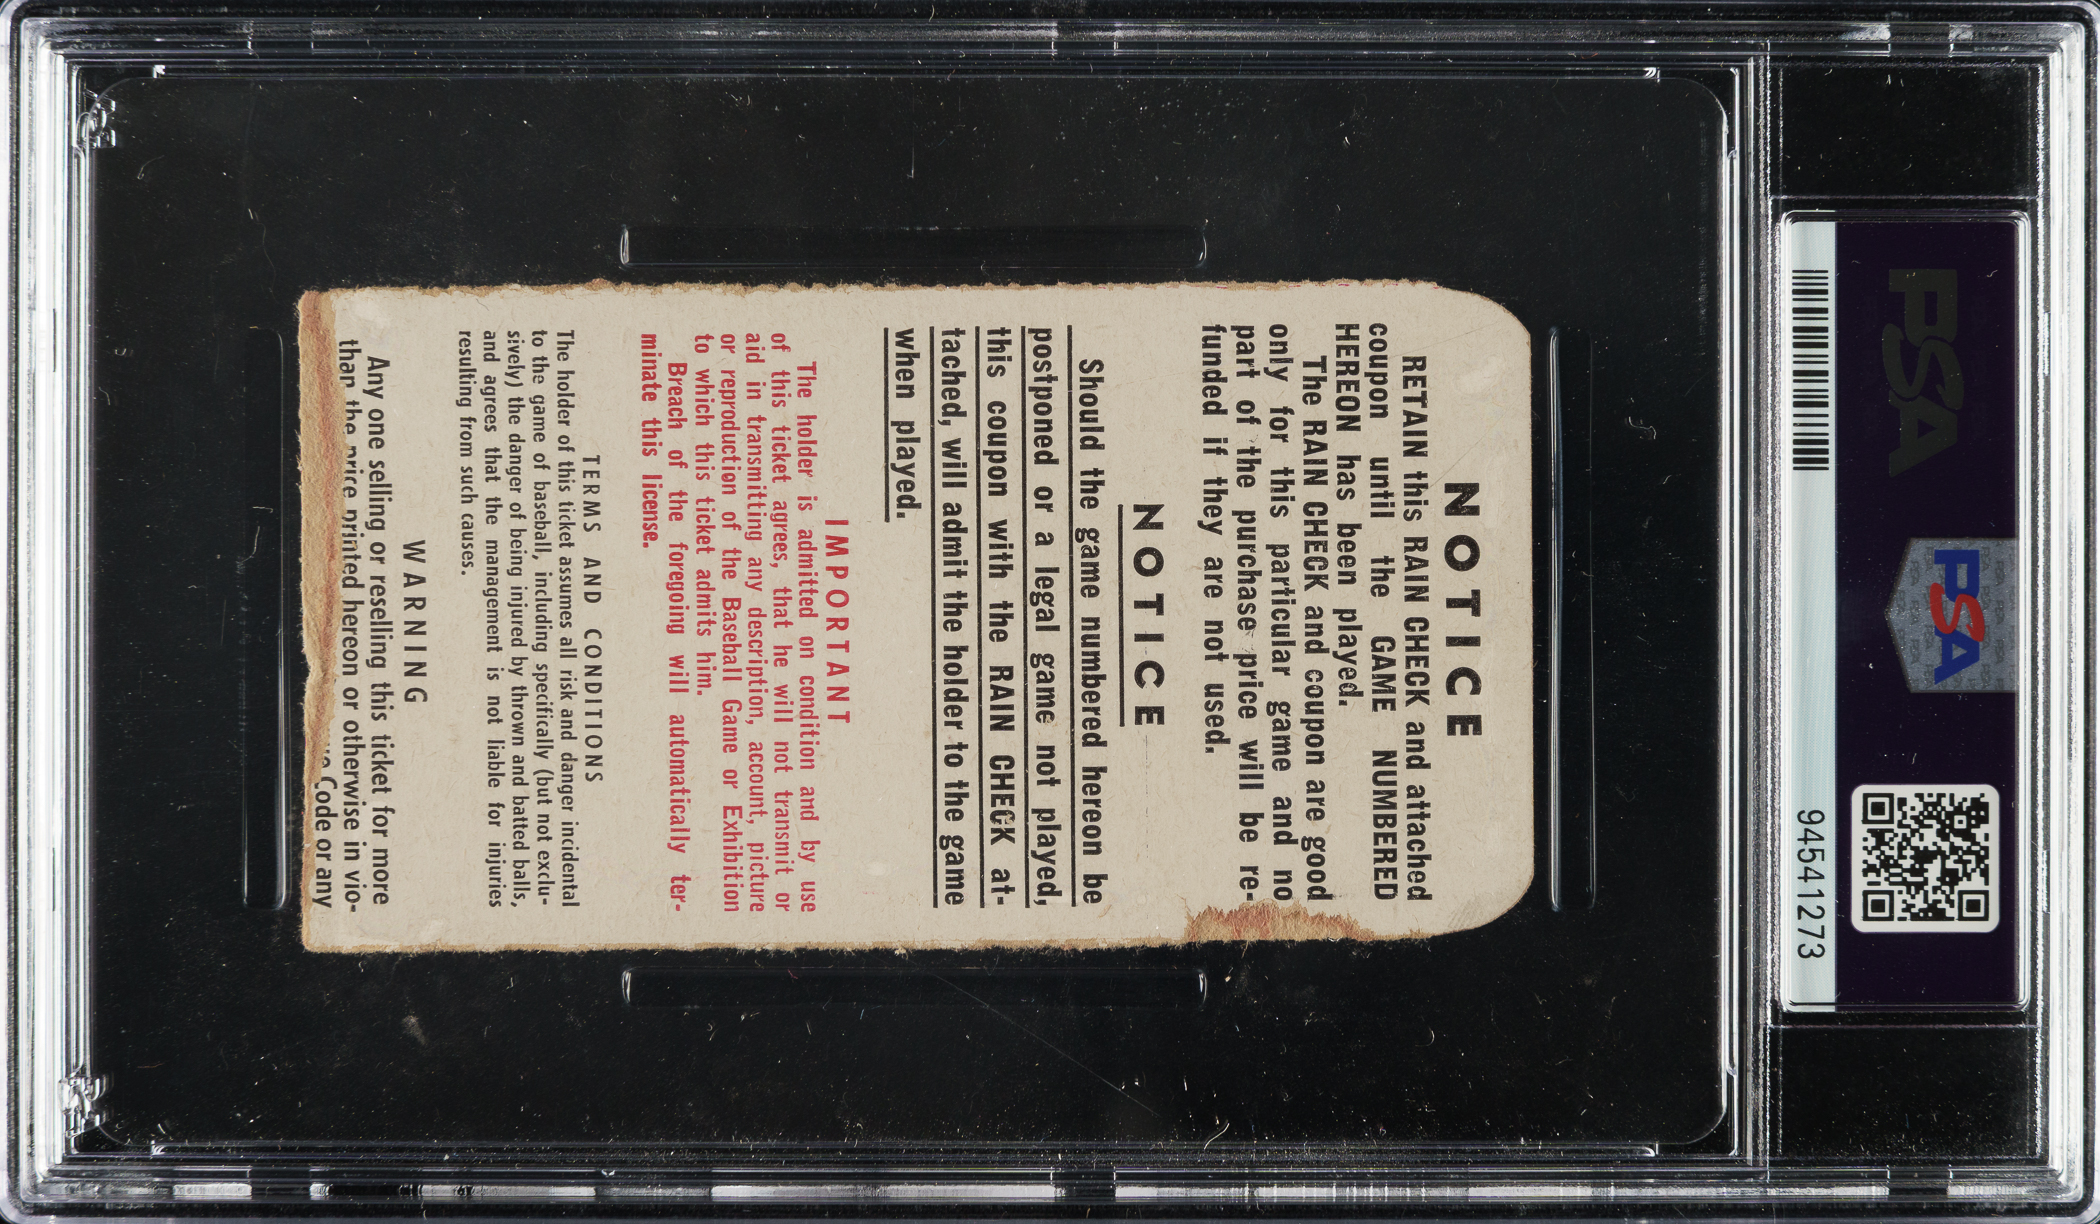 NOTICE
RETAIN this RAIN CHECK and attached
coupon until the GAME NUMBERED
HEREON has been played.
The RAIN CHECK and coupon are good
only for this particular game and no
part of the purchase price will be re-
funded if they are not used.
NOTICE
Should the game numbered hereon be
postponed or a legal game not played,
this coupon with the RAIN CHECK at-
tached, will admit the holder to the game
when played.
IMPORTANT
The holder is admitted on condition and by use
of this ticket agrees, that he will not transmit or
aid in transmitting any description, account, picture
or reproduction of the Baseball Game or Exhibition
to which this ticket admits him.
Breach of the foregoing will automatically ter-
minate this license.
TERMS AND CONDITIONS
The holder of this ticket assumes all risk and danger incidental
to the game of baseball, including specifically (but not exclu-
sively) the danger of being injured by thrown and batted balls,
and agrees that the management is not liable for injuries
resulting from such causes.
WARNING
Any one selling or reselling this ticket for more
than the price printed hereon or otherwise in vio-
Code or any
PSA
PSA
94541273